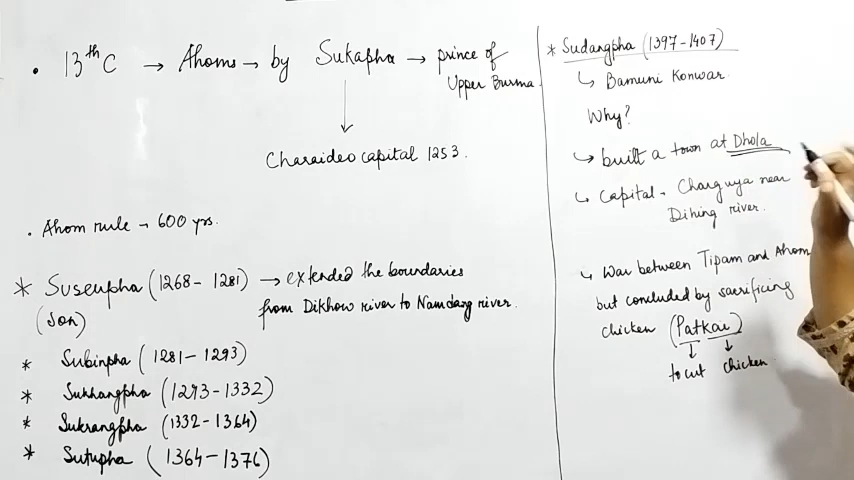 • 13th C → Ahoms → by Sukapha → prince of
Upper Burma.
Charaideo capital 1253.
• Ahom rule → 600 yrs.
* Suseupha (1268 - 1281) → extended the boundaries
(Son) from Dikhow river to Namdang river.
* Subinpha (1281 - 1293)
* Sukhangpha (1293 - 1332)
* Sukrangpha (1332 - 1364)
* Sutupha (1364 - 1376)
* Sudangpha (1397 - 1407)
↳ Bamuni Konwar.
Why?
↳ built a town at Dhola
↳ Capital - Charguya near
Dihing river.
↳ War between Tipam and Ahom
but concluded by sacrificing
chicken (Patkai)
to cut chicken.